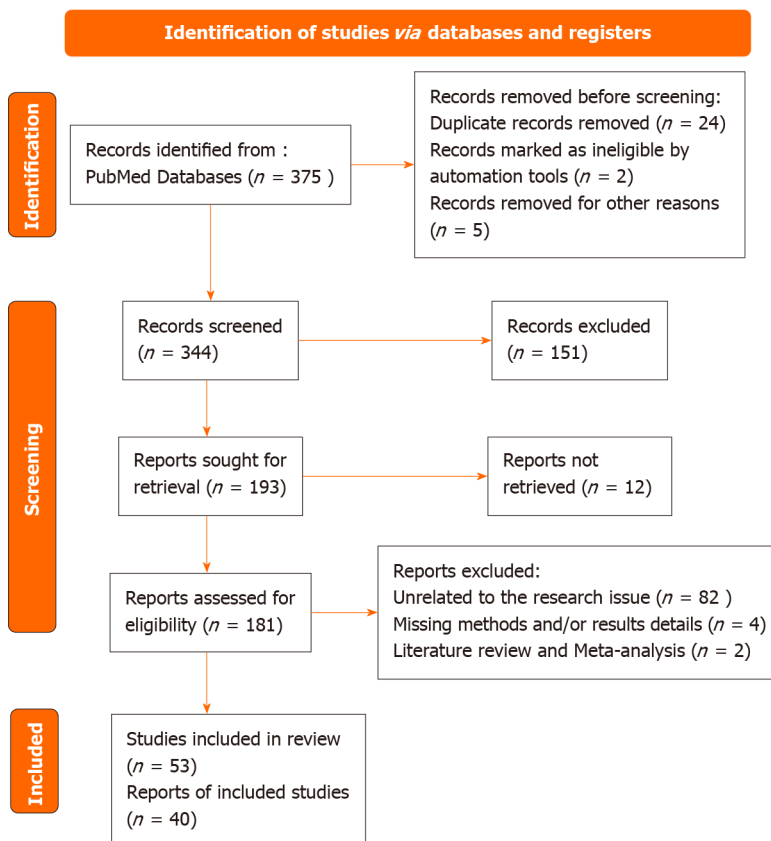 Identification of studies via databases and registers
Identification
Records identified from :
PubMed Databases (n = 375 )
Records removed before screening:
Duplicate records removed (n = 24)
Records marked as ineligible by
automation tools (n = 2)
Records removed for other reasons
(n = 5)
Screening
Records screened
(n = 344)
Records excluded
(n = 151)
Reports sought for
retrieval (n = 193)
Reports not
retrieved (n = 12)
Reports assessed for
eligibility (n = 181)
Reports excluded:
Unrelated to the research issue (n = 82 )
Missing methods and/or results details (n = 4)
Literature review and Meta-analysis (n = 2)
Included
Studies included in review
(n = 53)
Reports of included studies
(n = 40)